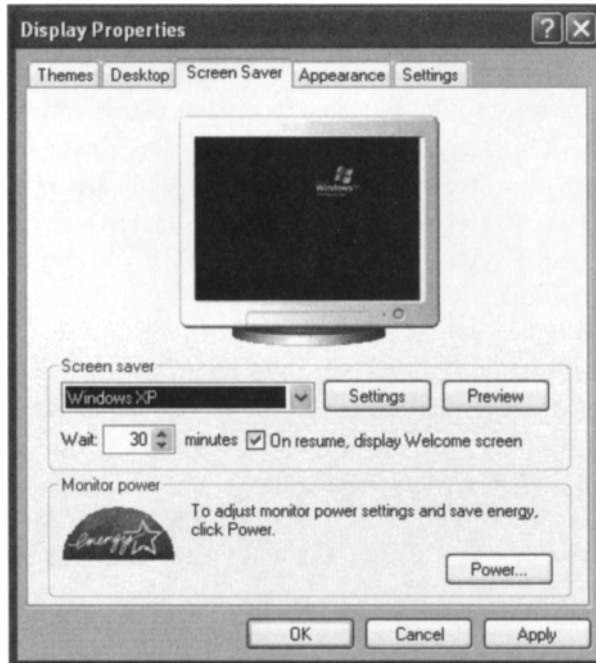 Display Properties
Themes Desktop Screen Saver Appearance Settings
Windows
Screen saver
Windows XP Settings Preview
Wait: 30 minutes On resume, display Welcome screen
Monitor power
energy
To adjust monitor power settings and save energy,
click Power.
Power...
OK Cancel Apply